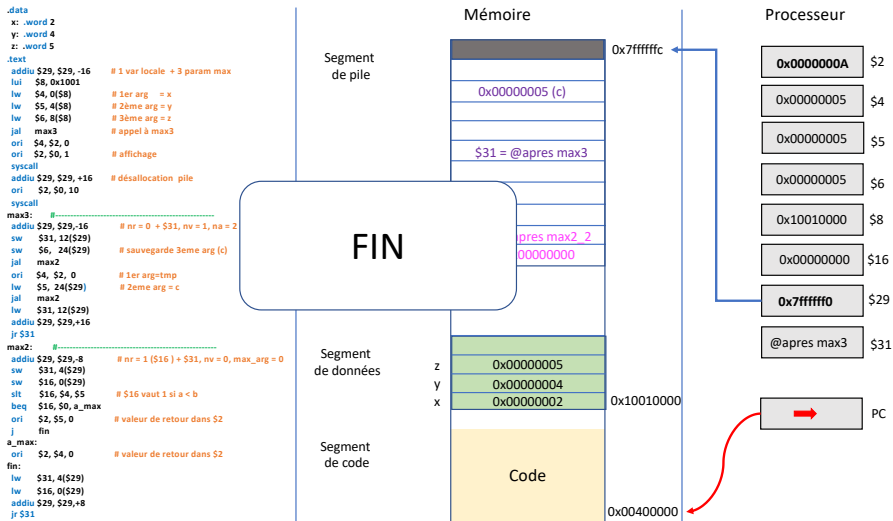 .data
x: .word 2
y: .word 4
z: .word 5
.text
addiu $29, $29, -16 # 1 var locale + 3 param max
lui $8, 0x1001
lw $4, 0($8) # 1er arg = x
lw $5, 4($8) # 2ème arg = y
lw $6, 8($8) # 3ème arg = z
jal max3 # appel à max3
ori $4, $2, 0
ori $2, $0, 1 # affichage
syscall
addiu $29, $29, +16 # désallocation pile
ori $2, $0, 10
syscall
max3: #------------------------------------------------------
addiu $29, $29,-16 # nr = 0 + $31, nv = 1, na = 2
sw $31, 12($29)
sw $6, 24($29) # sauvegarde 3eme arg (c)
jal max2
ori $4, $2, 0 # 1er arg=tmp
lw $5, 24($29) # 2eme arg = c
jal max2
lw $31, 12($29)
addiu $29, $29,+16
jr $31
max2: #------------------------------------------------------
addiu $29, $29,-8 # nr = 1 ($16 ) + $31, nv = 0, max_arg = 0
sw $31, 4($29)
sw $16, 0($29)
slt $16, $4, $5 # $16 vaut 1 si a < b
beq $16, $0, a_max
ori $2, $5, 0 # valeur de retour dans $2
j fin
a_max:
ori $2, $4, 0 # valeur de retour dans $2
fin:
lw $31, 4($29)
lw $16, 0($29)
addiu $29, $29,+8
jr $31
Mémoire
Segment
de pile
0x7ffffffc
0x00000005 (c)
$31 = @apres max3
pres max2_2
00000000
FIN
Segment
de données
z 0x00000005
y 0x00000004
x 0x00000002 0x10010000
Segment
de code
Code
0x00400000
Processeur
0x0000000A $2
0x00000005 $4
0x00000005 $5
0x00000005 $6
0x10010000 $8
0x00000000 $16
0x7ffffff0 $29
@apres max3 $31
PC